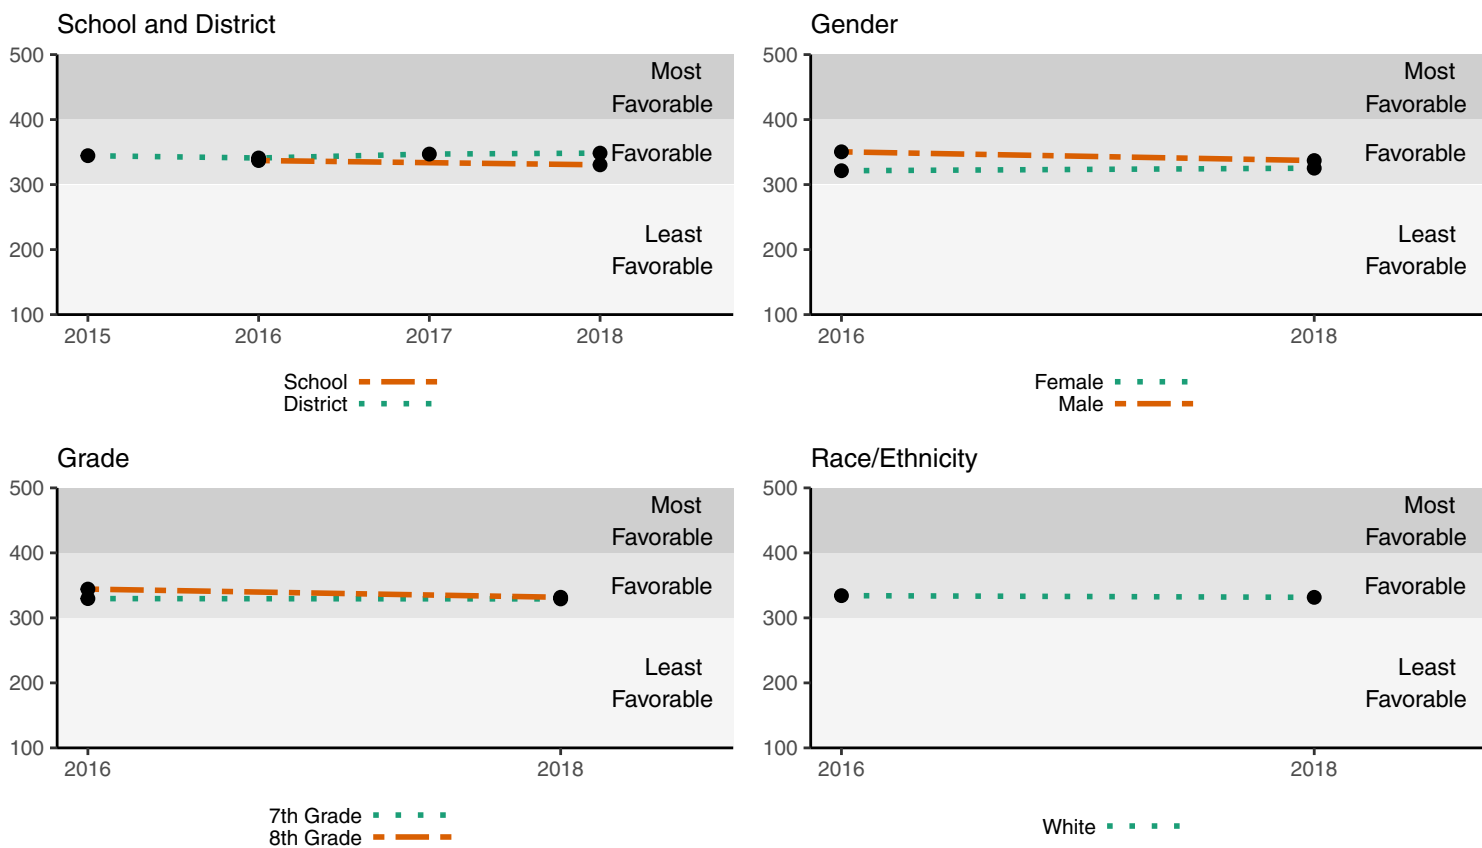 School and District
500
400
300
200
100
Most
Favorable
Favorable
Least
Favorable
2015 2016 2017 2018
School
District
Gender
500
400
300
200
100
Most
Favorable
Favorable
Least
Favorable
2016 2018
Female
Male
Grade
500
400
300
200
100
Most
Favorable
Favorable
Least
Favorable
2016 2018
7th Grade
8th Grade
Race/Ethnicity
500
400
300
200
100
Most
Favorable
Favorable
Least
Favorable
2016 2018
White